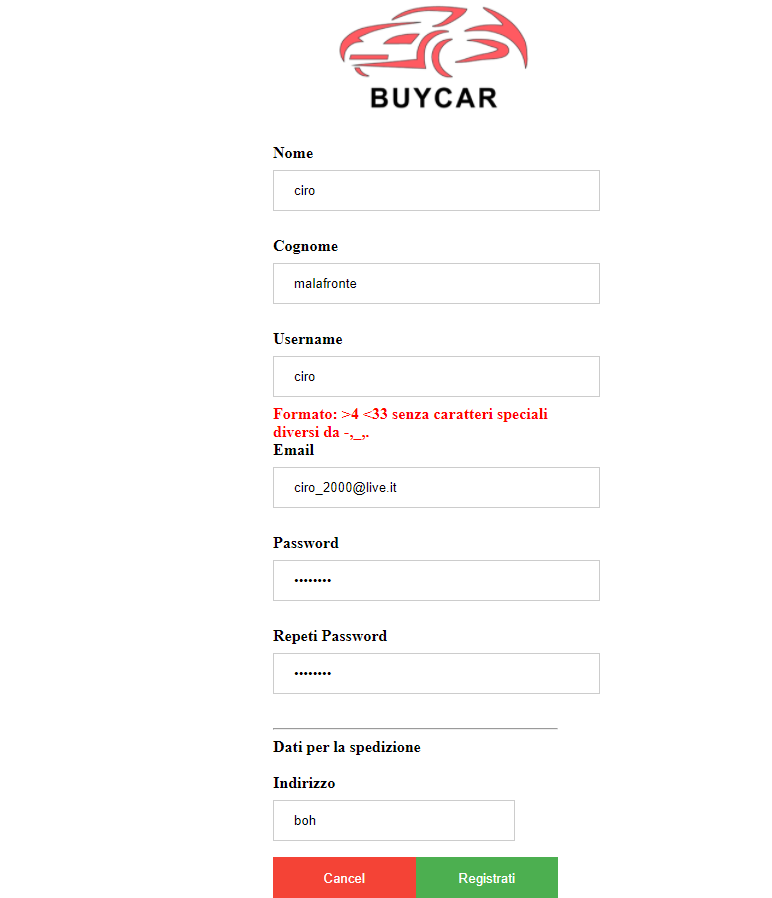 BUYCAR
Nome
ciro
Cognome
malafronte
Username
ciro
Formato: >4 <33 senza caratteri speciali
diversi da -,_,.
Email
ciro_2000@live.it
Password
••••••••
Repeti Password
••••••••
Dati per la spedizione
Indirizzo
boh
Cancel Registrati